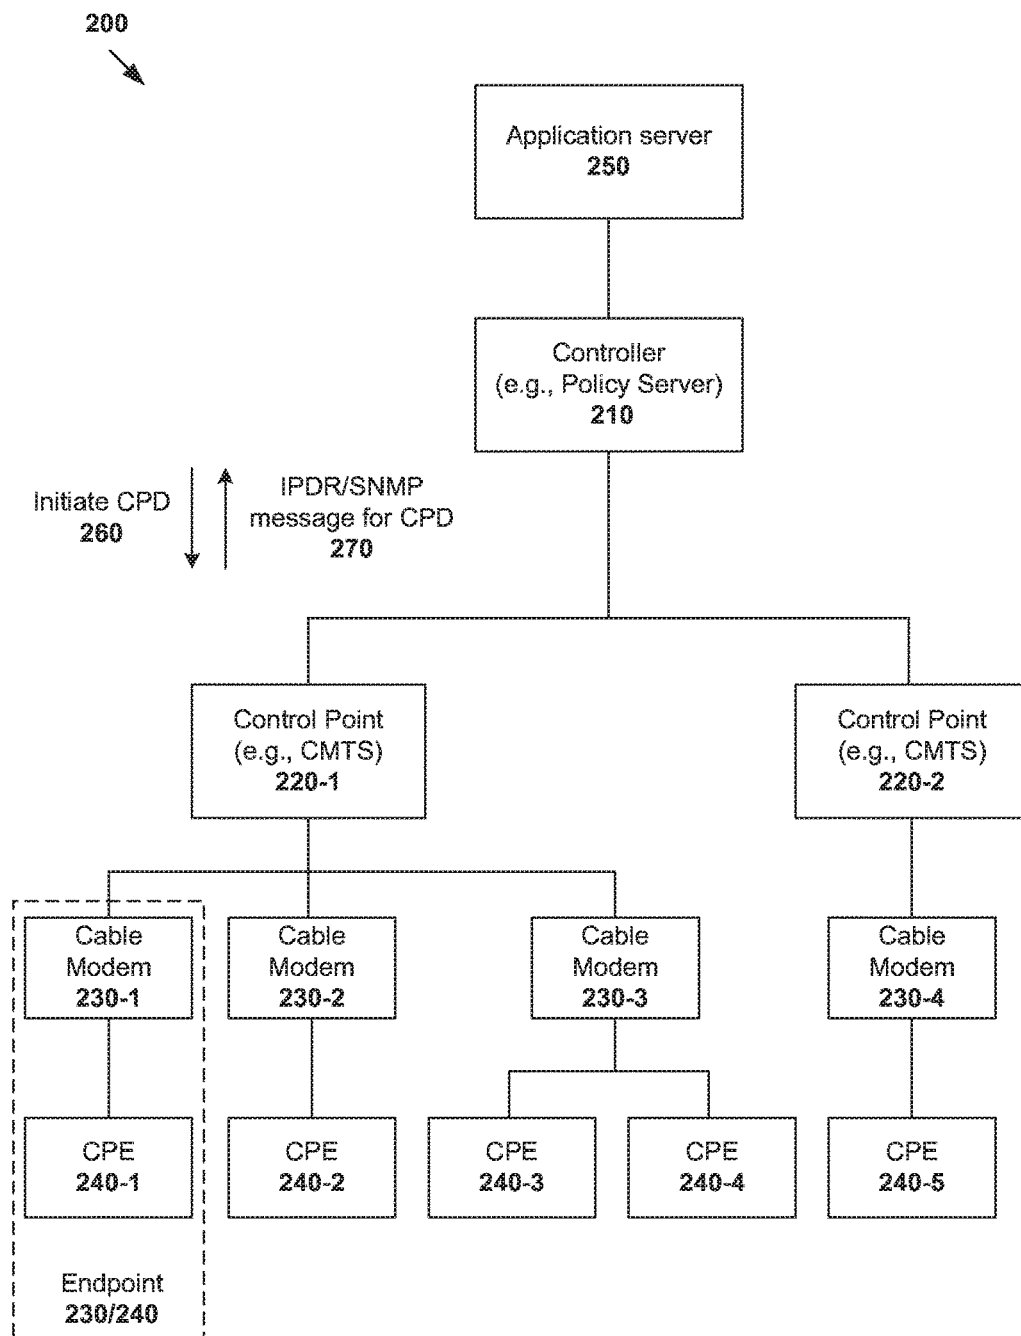 200
Application server
250
Controller
(e.g., Policy Server)
210
Initiate CPD
260
IPDR/SNMP
message for CPD
270
Control Point
(e.g., CMTS)
220-1
Control Point
(e.g., CMTS)
220-2
Cable
Modem
230-1
Cable
Modem
230-2
Cable
Modem
230-3
Cable
Modem
230-4
CPE
240-1
CPE
240-2
CPE
240-3
CPE
240-4
CPE
240-5
Endpoint
230/240